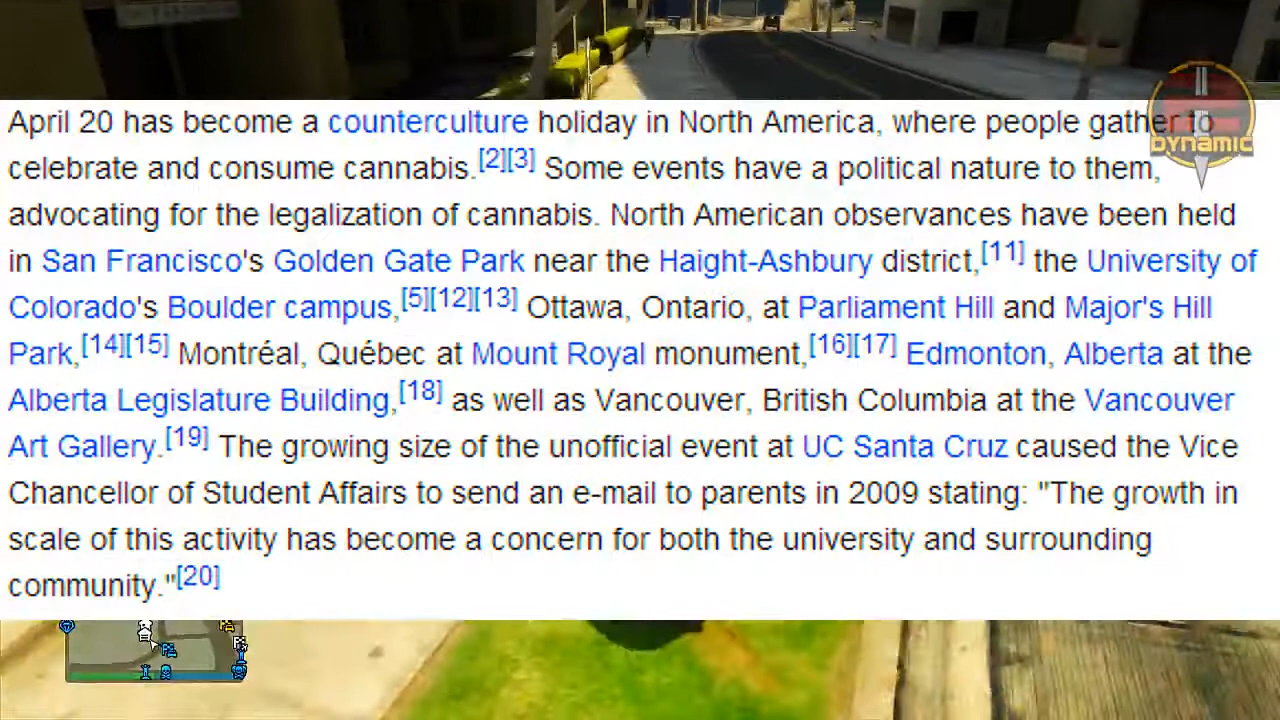 April 20 has become a counterculture holiday in North America, where people gather to
celebrate and consume cannabis.[2][3] Some events have a political nature to them,
advocating for the legalization of cannabis. North American observances have been held
in San Francisco's Golden Gate Park near the Haight-Ashbury district,[11] the University of
Colorado's Boulder campus,[5][12][13] Ottawa, Ontario, at Parliament Hill and Major's Hill
Park,[14][15] Montréal, Québec at Mount Royal monument,[16][17] Edmonton, Alberta at the
Alberta Legislature Building,[18] as well as Vancouver, British Columbia at the Vancouver
Art Gallery.[19] The growing size of the unofficial event at UC Santa Cruz caused the Vice
Chancellor of Student Affairs to send an e-mail to parents in 2009 stating: "The growth in
scale of this activity has become a concern for both the university and surrounding
community."[20]
DYNAMIC